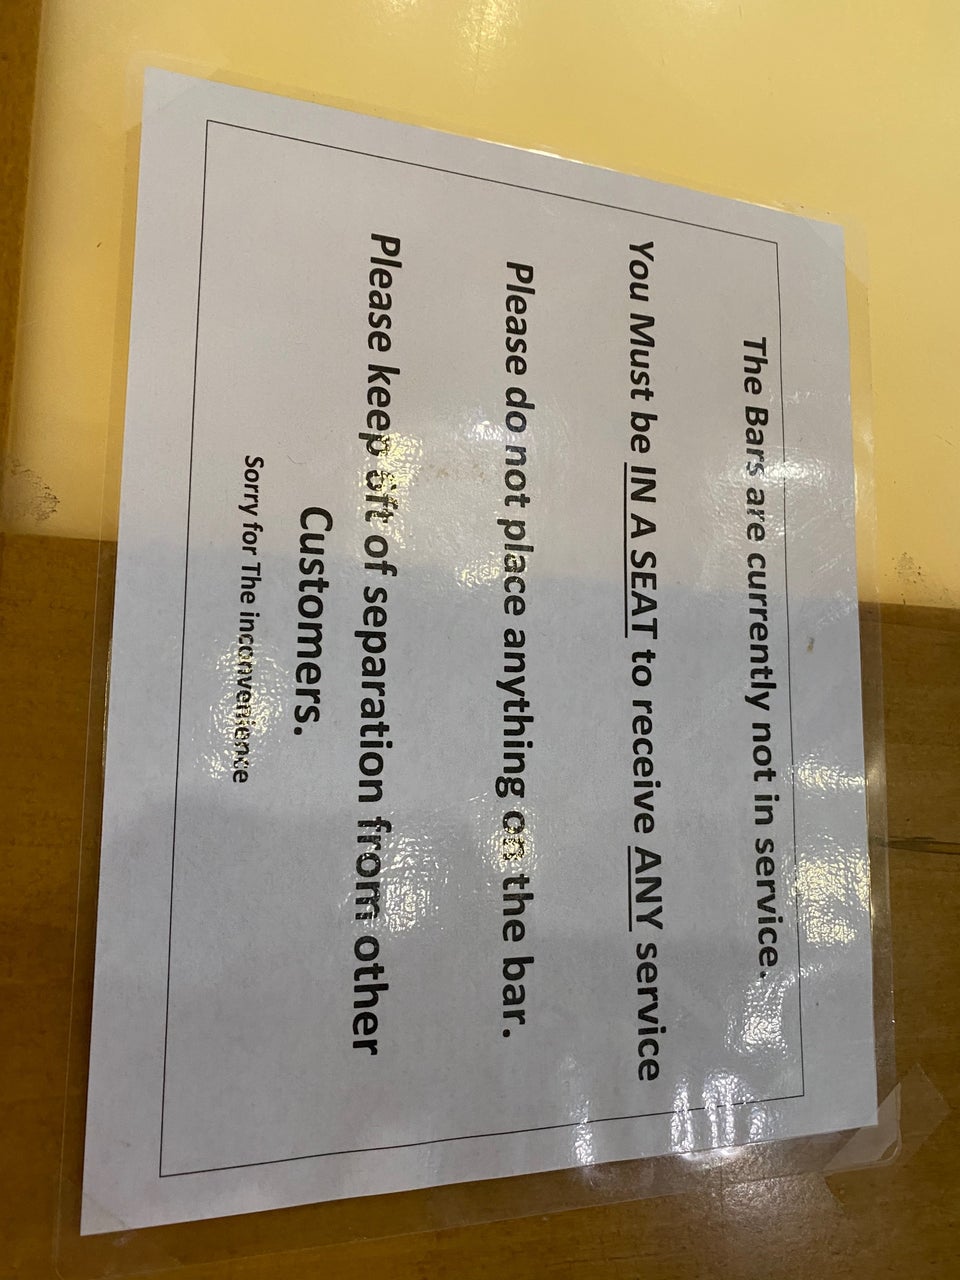 The Bars are currently not in service.
You Must be IN A SEAT to receive ANY service
Please do not place anything on the bar.
Please keep 6ft of separation from other
Customers.
Sorry for The inconvenience